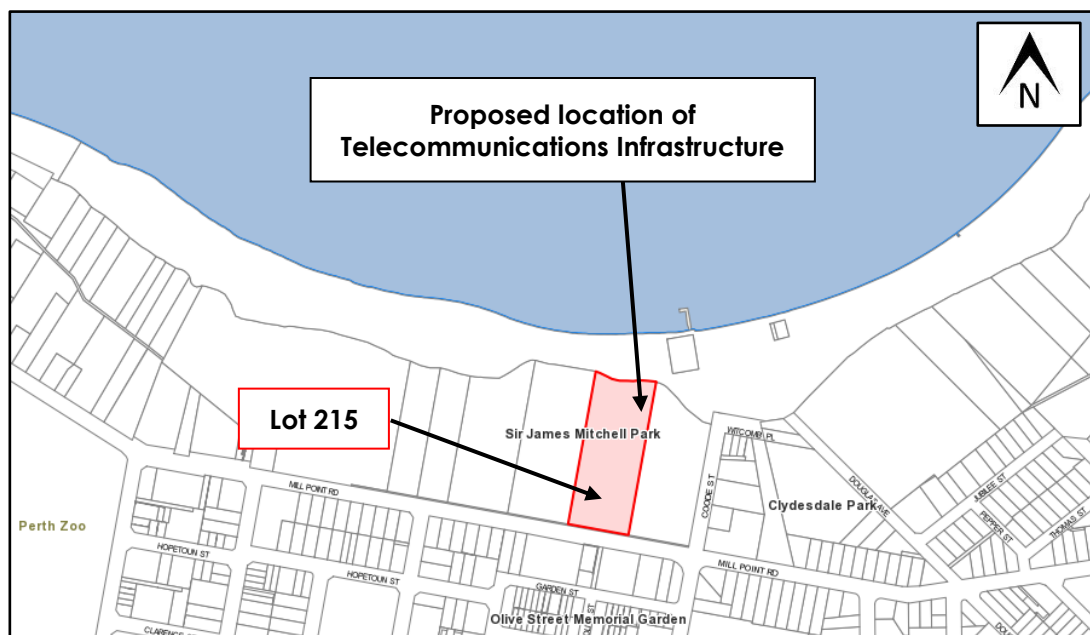 N
Proposed location of
Telecommunications Infrastructure
Lot 215
Sir James Mitchell Park
WITCOMB PL
COODE ST
DOUGLAS AVE
Clydesdale Park
JUBILEE ST
PEPPER ST
THOMAS ST
MILL POINT RD
Perth Zoo
HOPETOUN ST
HOPETOUN ST
MILL POINT RD
GARDEN ST
Olive Street Memorial Garden